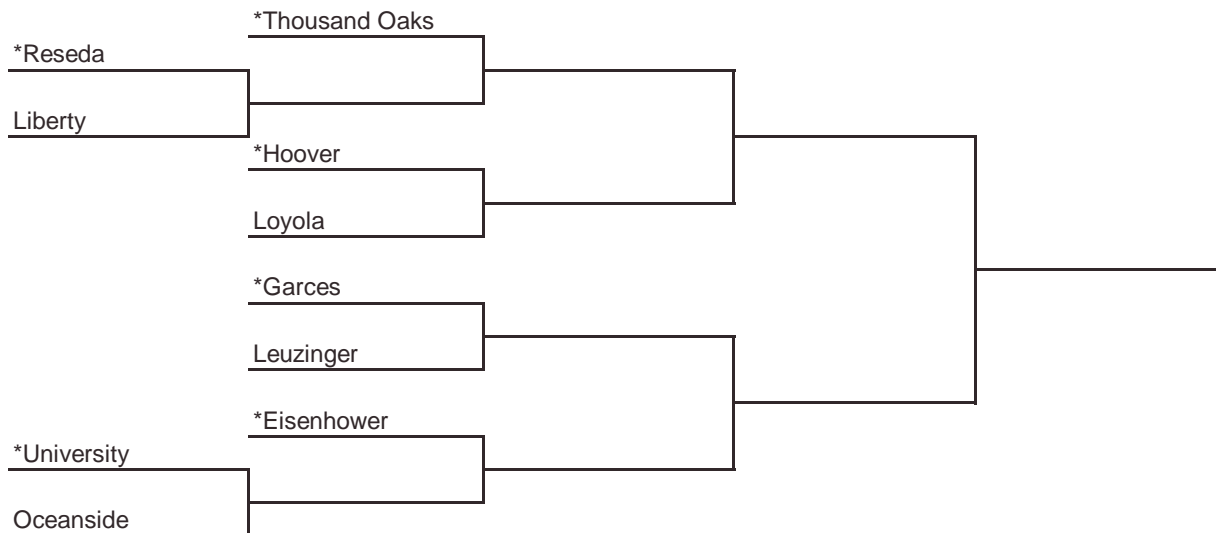 *Thousand Oaks
*Reseda
Liberty
*Hoover
Loyola
*Garces
Leuzinger
*Eisenhower
*University
Oceanside